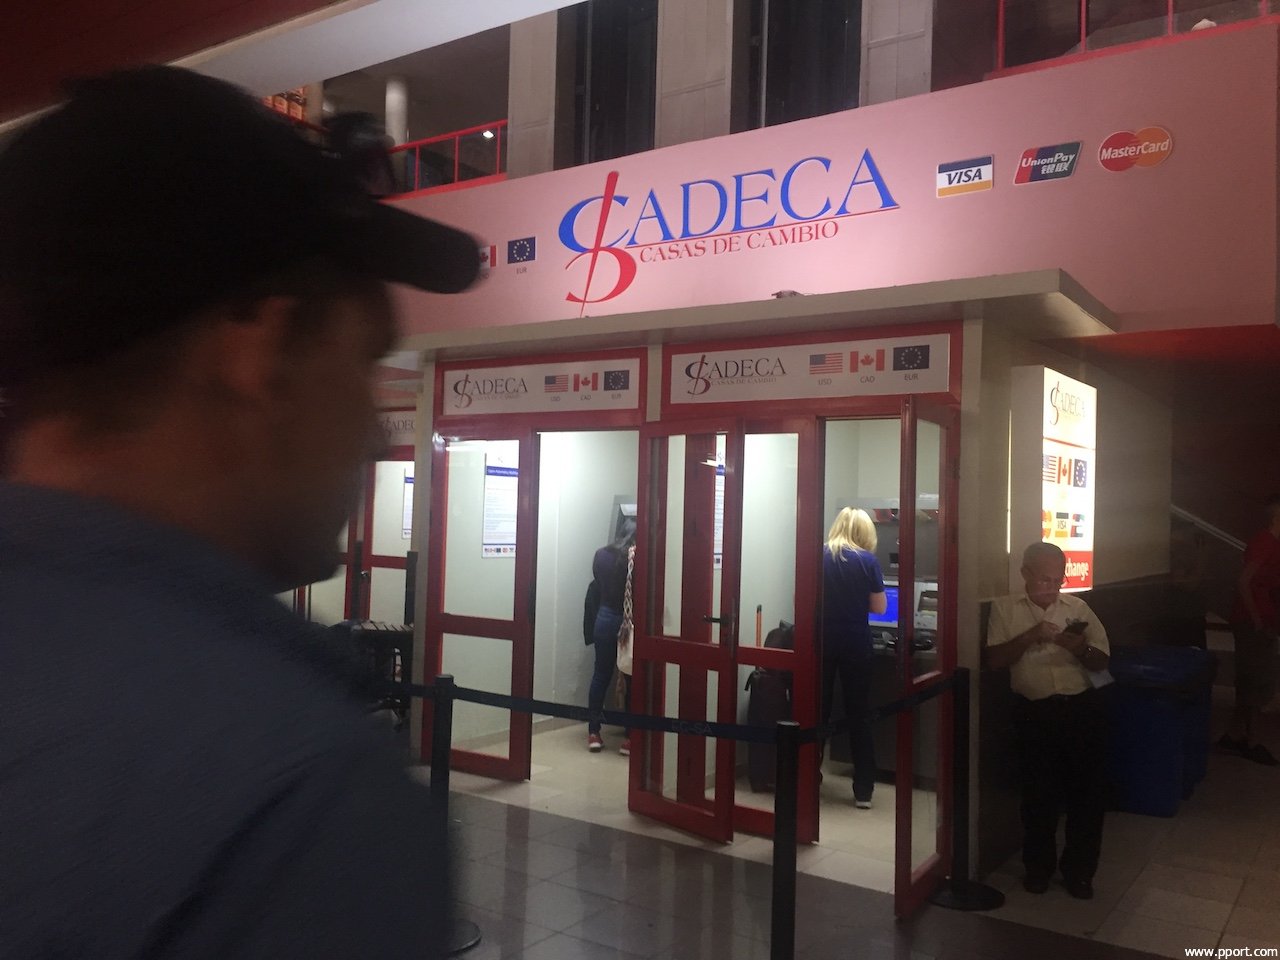 CADECA
CASAS DE CAMBIO
EUR
VISA
UnionPay
银联
MasterCard
CADECA
CASAS DE CAMBIO
USD CAD EUR
CADECA
CASAS DE CAMBIO
USD CAD EUR
CADECA
VISA
change
www.pport.com